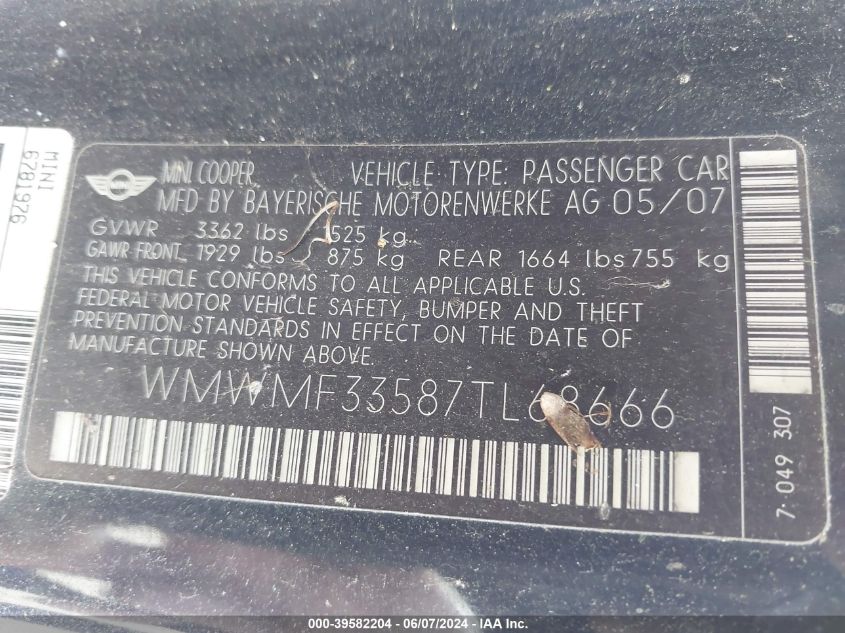 MINI COOPER VEHICLE TYPE: PASSENGER CAR
MFD BY BAYERISCHE MOTORENWERKE AG 05/07
GVWR 3362 lbs 1525 kg
GAWR FRONT 1929 lbs 875 kg REAR 1664 lbs 755 kg
THIS VEHICLE CONFORMS TO ALL APPLICABLE U.S.
FEDERAL MOTOR VEHICLE SAFETY, BUMPER AND THEFT
PREVENTION STANDARDS IN EFFECT ON THE DATE OF
MANUFACTURE SHOWN ABOVE.
WMWMF33587TL68666
7 049 307
MINI
6781926
000-39582204 - 06/07/2024 - IAA Inc.